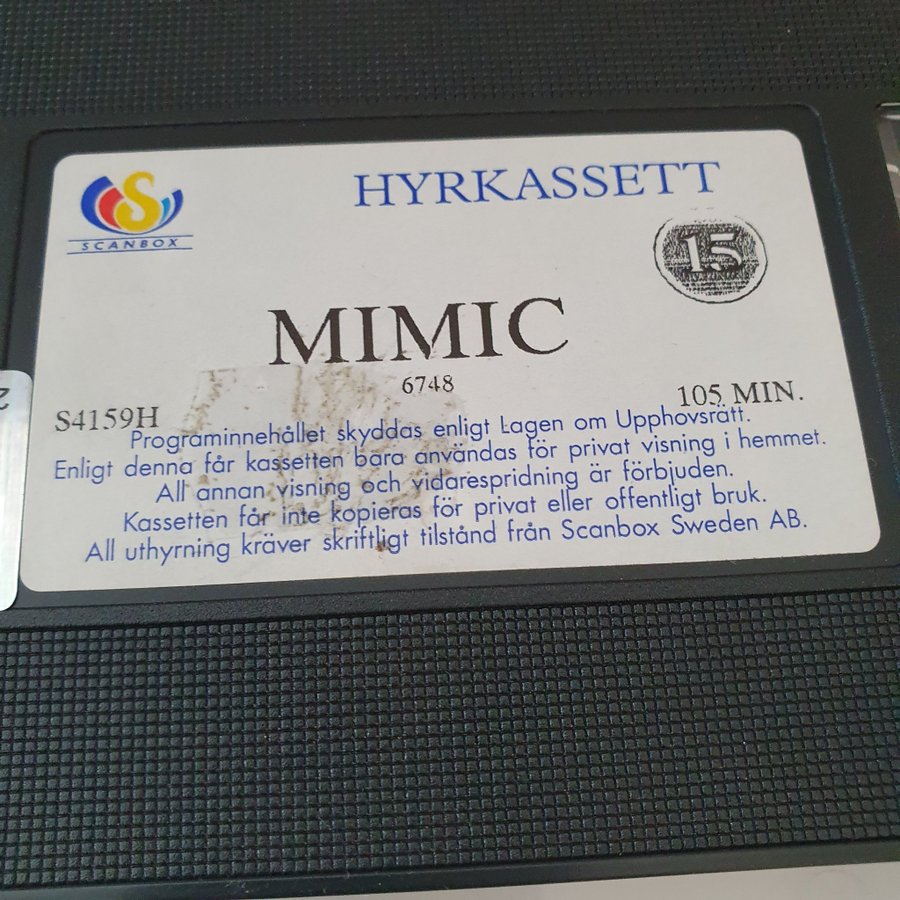 HYRKASSETT
SCANBOX
15
MIMIC
6748
S4159H
105 MIN.
Programinnehållet skyddas enligt Lagen om Upphovsrätt.
Enligt denna får kassetten bara användas för privat visning i hemmet.
All annan visning och vidarespridning är förbjuden.
Kassetten får inte kopieras för privat eller offentligt bruk.
All uthyrning kräver skriftligt tilstånd från Scanbox Sweden AB.